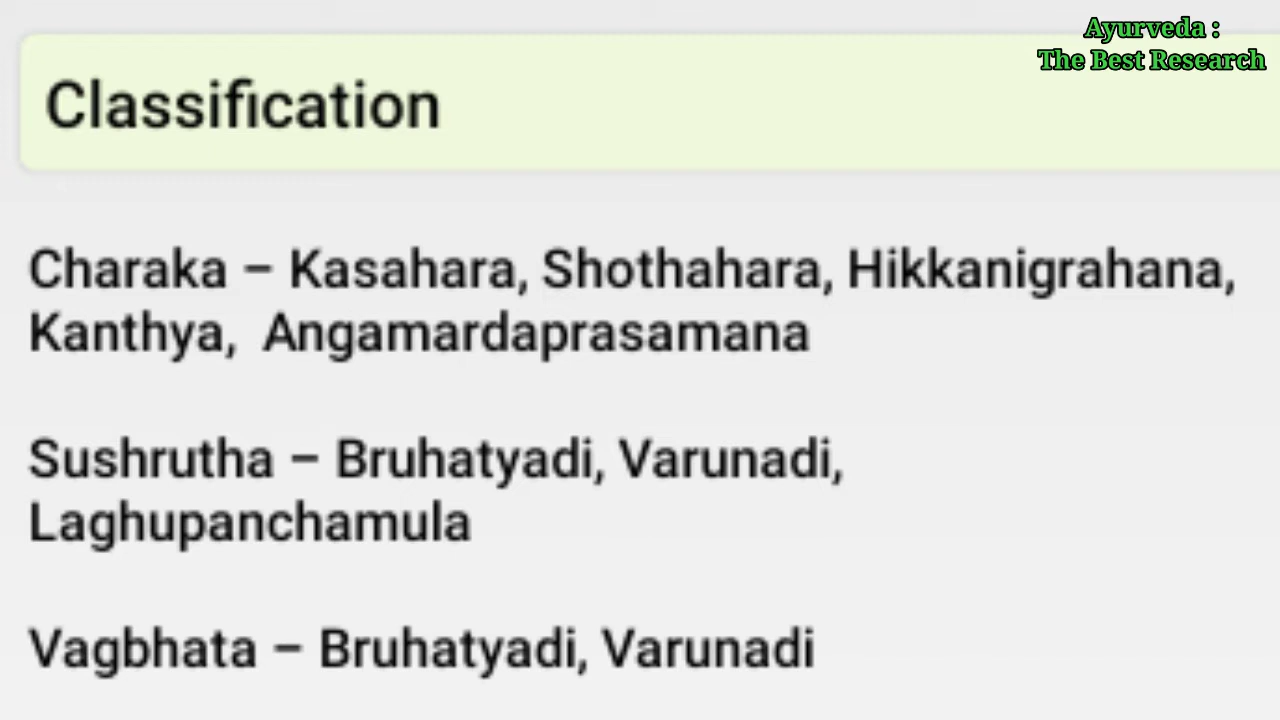 Ayurveda :
The Best Research
Classification
Charaka – Kasahara, Shothahara, Hikkanigrahana,
Kanthya,  Angamardaprasamana
Sushrutha – Bruhatyadi, Varunadi,
Laghupanchamula
Vagbhata – Bruhatyadi, Varunadi